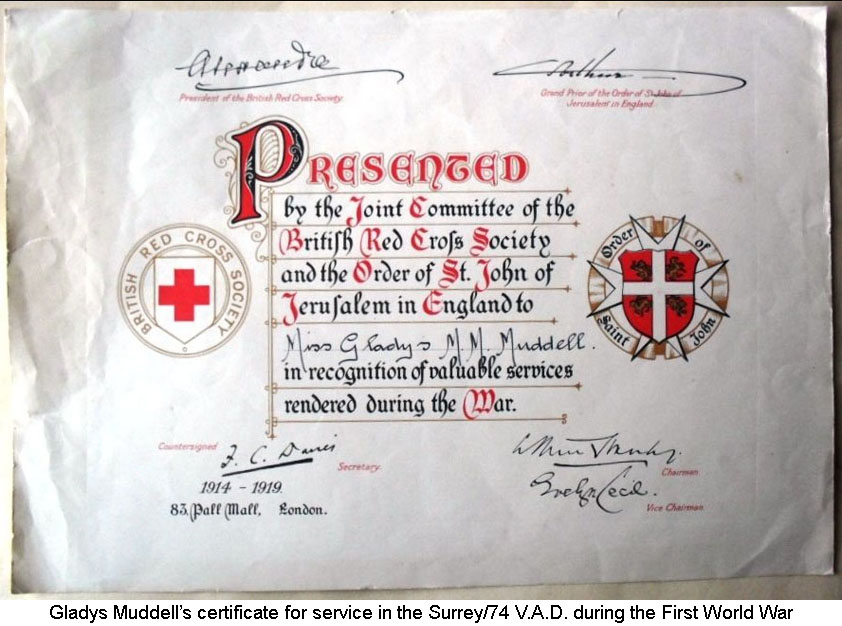 Alexandra
President of the British Red Cross Society.
Arthur
Grand Prior of the Order of St. John of
Jerusalem in England
PRESENTED
by the Joint Committee of the
Britiſh Red Croſs Society
and the Order of St. John of
Jeruſalem in England to
Miss Gladys M. M. Muddell.
in recognition of valuable services
rendered during the War.
BRITISH RED CROSS SOCIETY
Order of Saint John
Countersigned
F. C. Davis
Secretary.
1914 - 1919.
83, Pall Mall, London.
Chairman
Evelyn Cecil.
Vice Chairman
Gladys Muddell's certificate for service in the Surrey/74 V.A.D. during the First World War